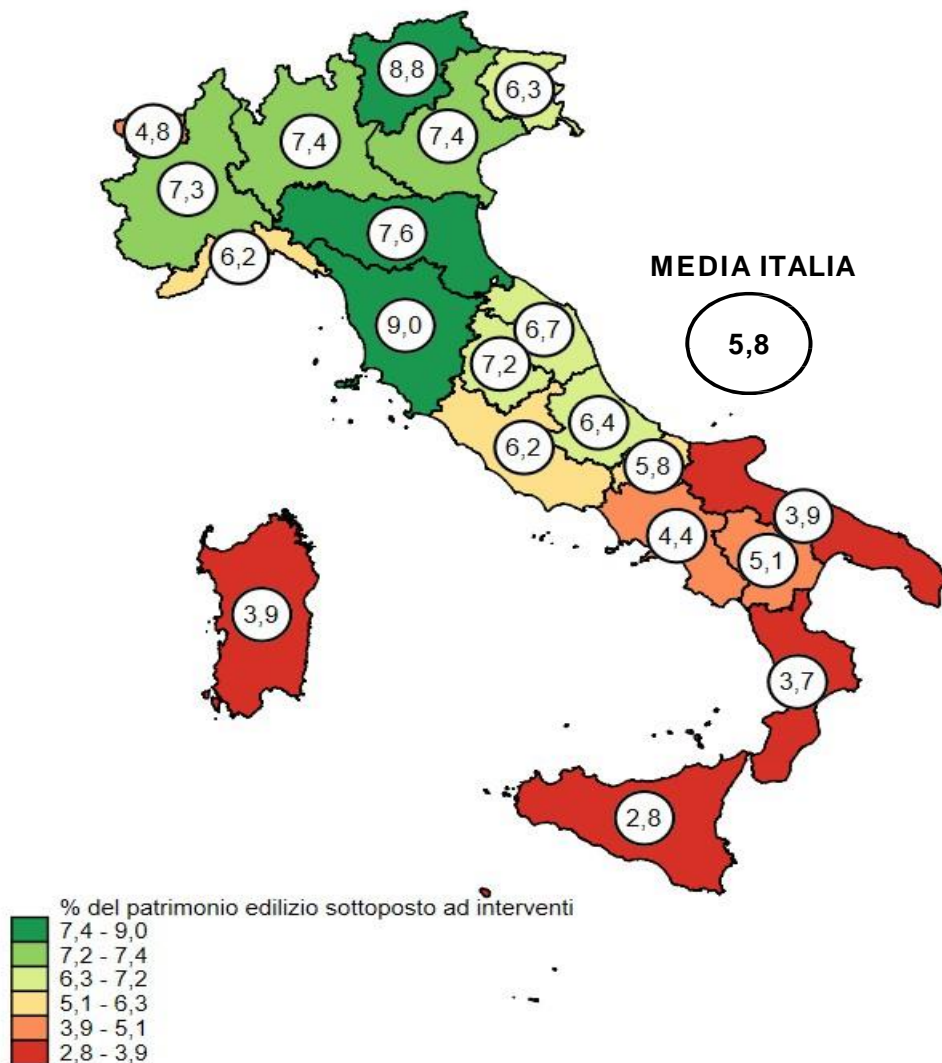 8,8
6,3
4,8
7,4
7,4
7,3
7,6
6,2
MEDIA ITALIA
9,0
6,7
5,8
7,2
6,4
6,2
5,8
3,9
4,4
5,1
3,9
3,7
2,8
% del patrimonio edilizio sottoposto ad interventi
7,4 - 9,0
7,2 - 7,4
6,3 - 7,2
5,1 - 6,3
3,9 - 5,1
2,8 - 3,9